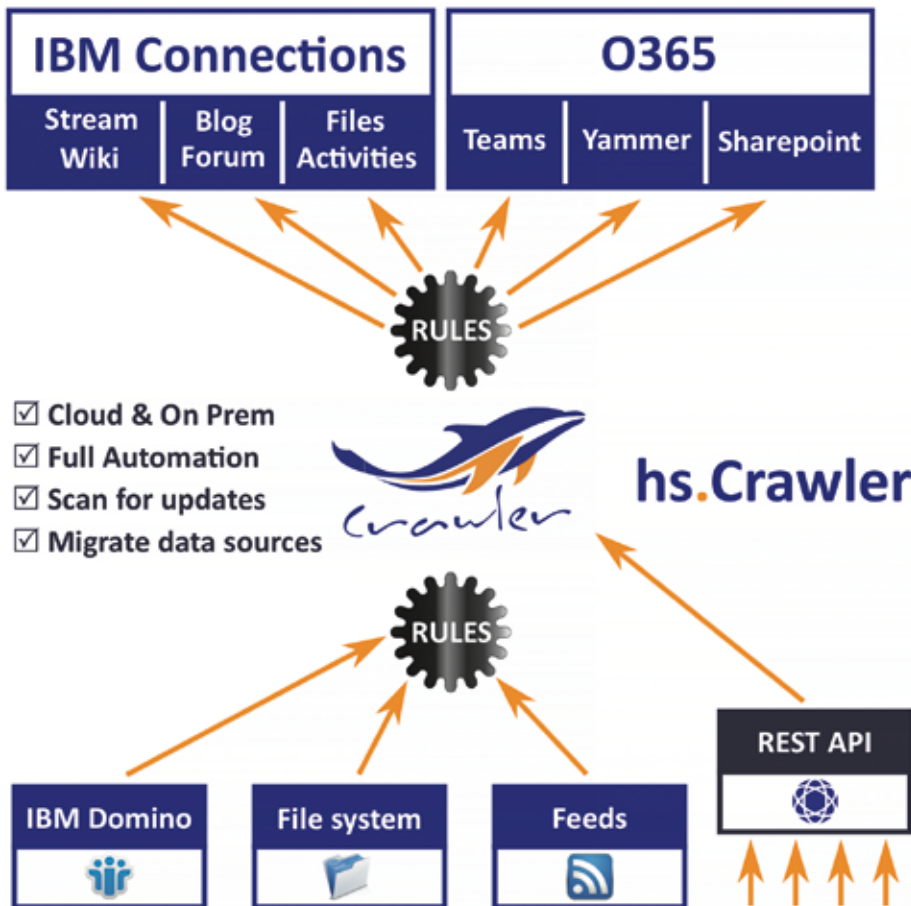 IBM Connections
O365
Stream
Wiki
Blog
Forum
Files
Activities
Teams
Yammer
Sharepoint
RULES
Cloud & On Prem
Full Automation
Scan for updates
Migrate data sources
crawler
hs.Crawler
RULES
REST API
IBM Domino
File system
Feeds